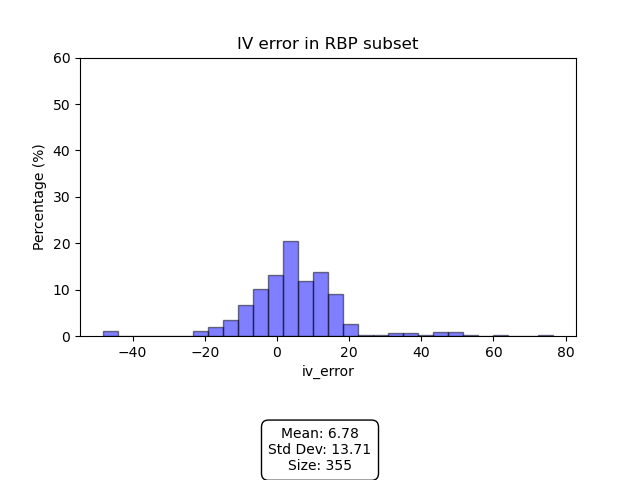 IV error in RBP subset
60
50
40
30
20
10
0
Percentage (%)
−40
−20
0
20
40
60
80
iv_error
Mean: 6.78
Std Dev: 13.71
Size: 355